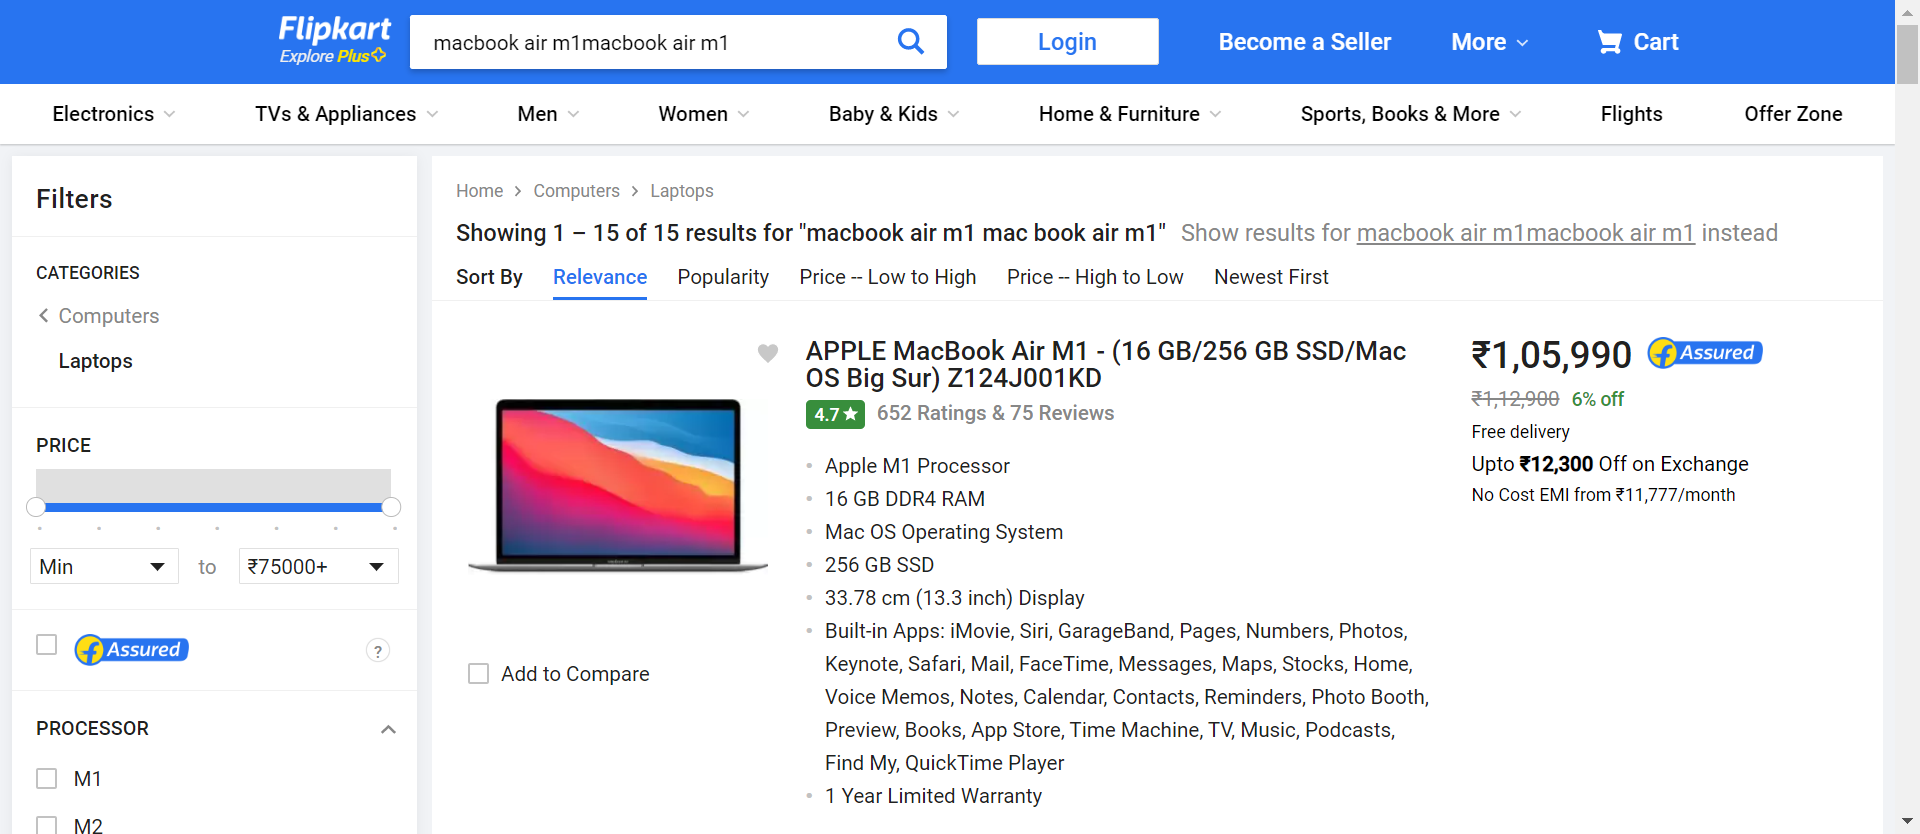 Flipkart
Explore Plus
macbook air m1macbook air m1
Login
Become a Seller
More
Cart
Electronics
TVs & Appliances
Men
Women
Baby & Kids
Home & Furniture
Sports, Books & More
Flights
Offer Zone
Filters
CATEGORIES
Computers
Laptops
PRICE
Min
to
₹75000+
Assured
?
PROCESSOR
M1
M2
Home
Computers
Laptops
Showing 1 – 15 of 15 results for "macbook air m1 mac book air m1" Show results for macbook air m1macbook air m1 instead
Sort By
Relevance
Popularity
Price -- Low to High
Price -- High to Low
Newest First
Add to Compare
APPLE MacBook Air M1 - (16 GB/256 GB SSD/Mac
OS Big Sur) Z124J001KD
4.7 652 Ratings & 75 Reviews
Apple M1 Processor
16 GB DDR4 RAM
Mac OS Operating System
256 GB SSD
33.78 cm (13.3 inch) Display
Built-in Apps: iMovie, Siri, GarageBand, Pages, Numbers, Photos,
Keynote, Safari, Mail, FaceTime, Messages, Maps, Stocks, Home,
Voice Memos, Notes, Calendar, Contacts, Reminders, Photo Booth,
Preview, Books, App Store, Time Machine, TV, Music, Podcasts,
Find My, QuickTime Player
1 Year Limited Warranty
₹1,05,990
Assured
₹1,12,900 6% off
Free delivery
Upto ₹12,300 Off on Exchange
No Cost EMI from ₹11,777/month